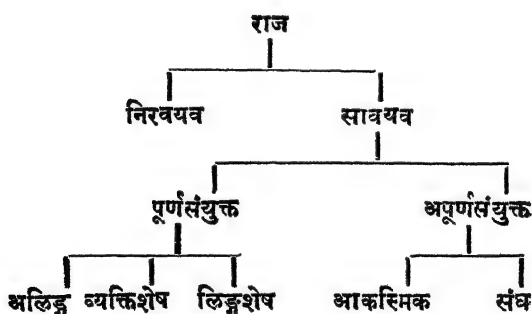 राज
निरवयव सावयव
पूर्णसंयुक्त अपूर्णसंयुक्त
अलिङ्ग व्यक्तिशेष लिङ्गशेष आकस्मिक संघ